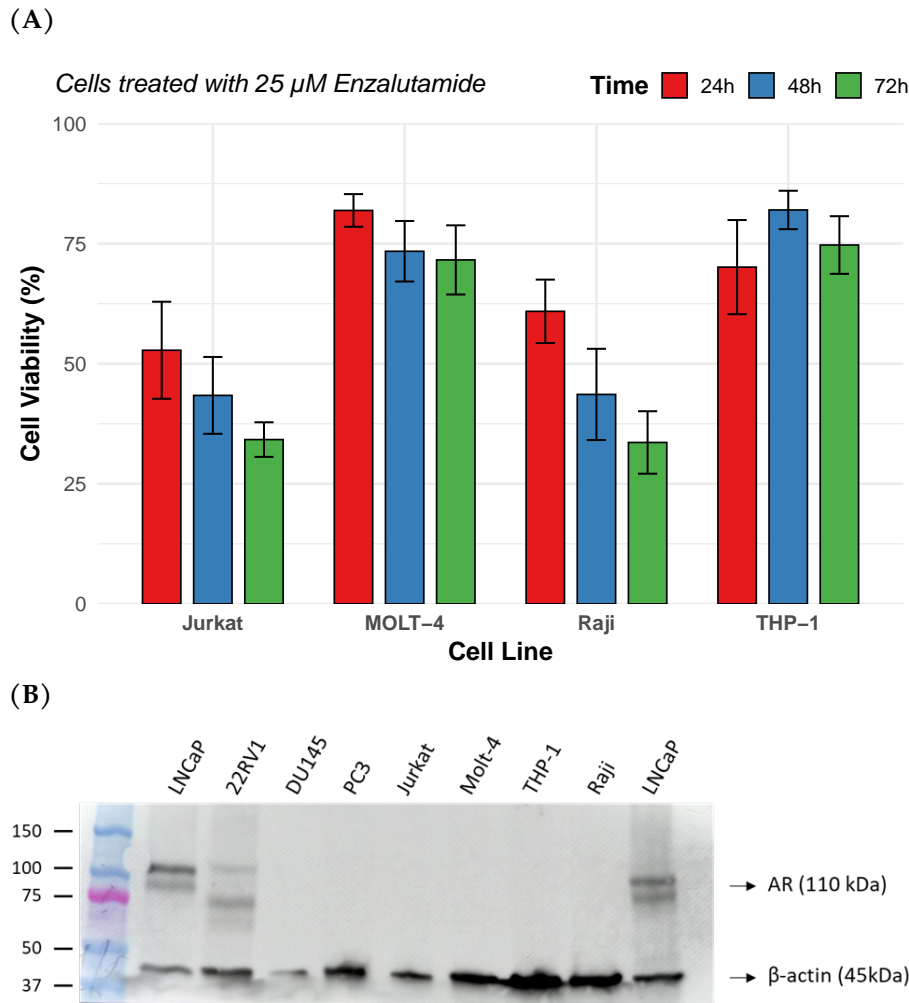 (A)
Cells treated with 25 µM Enzalutamide Time 24h 48h 72h
100
75
50
25
0
Cell Viability (%)
Jurkat MOLT−4 Raji THP−1
Cell Line
(B)
LNCaP 22RV1 DU145 PC3 Jurkat Molt-4 THP-1 Raji LNCaP
150
100
75
50
37
AR (110 kDa)
β-actin (45kDa)